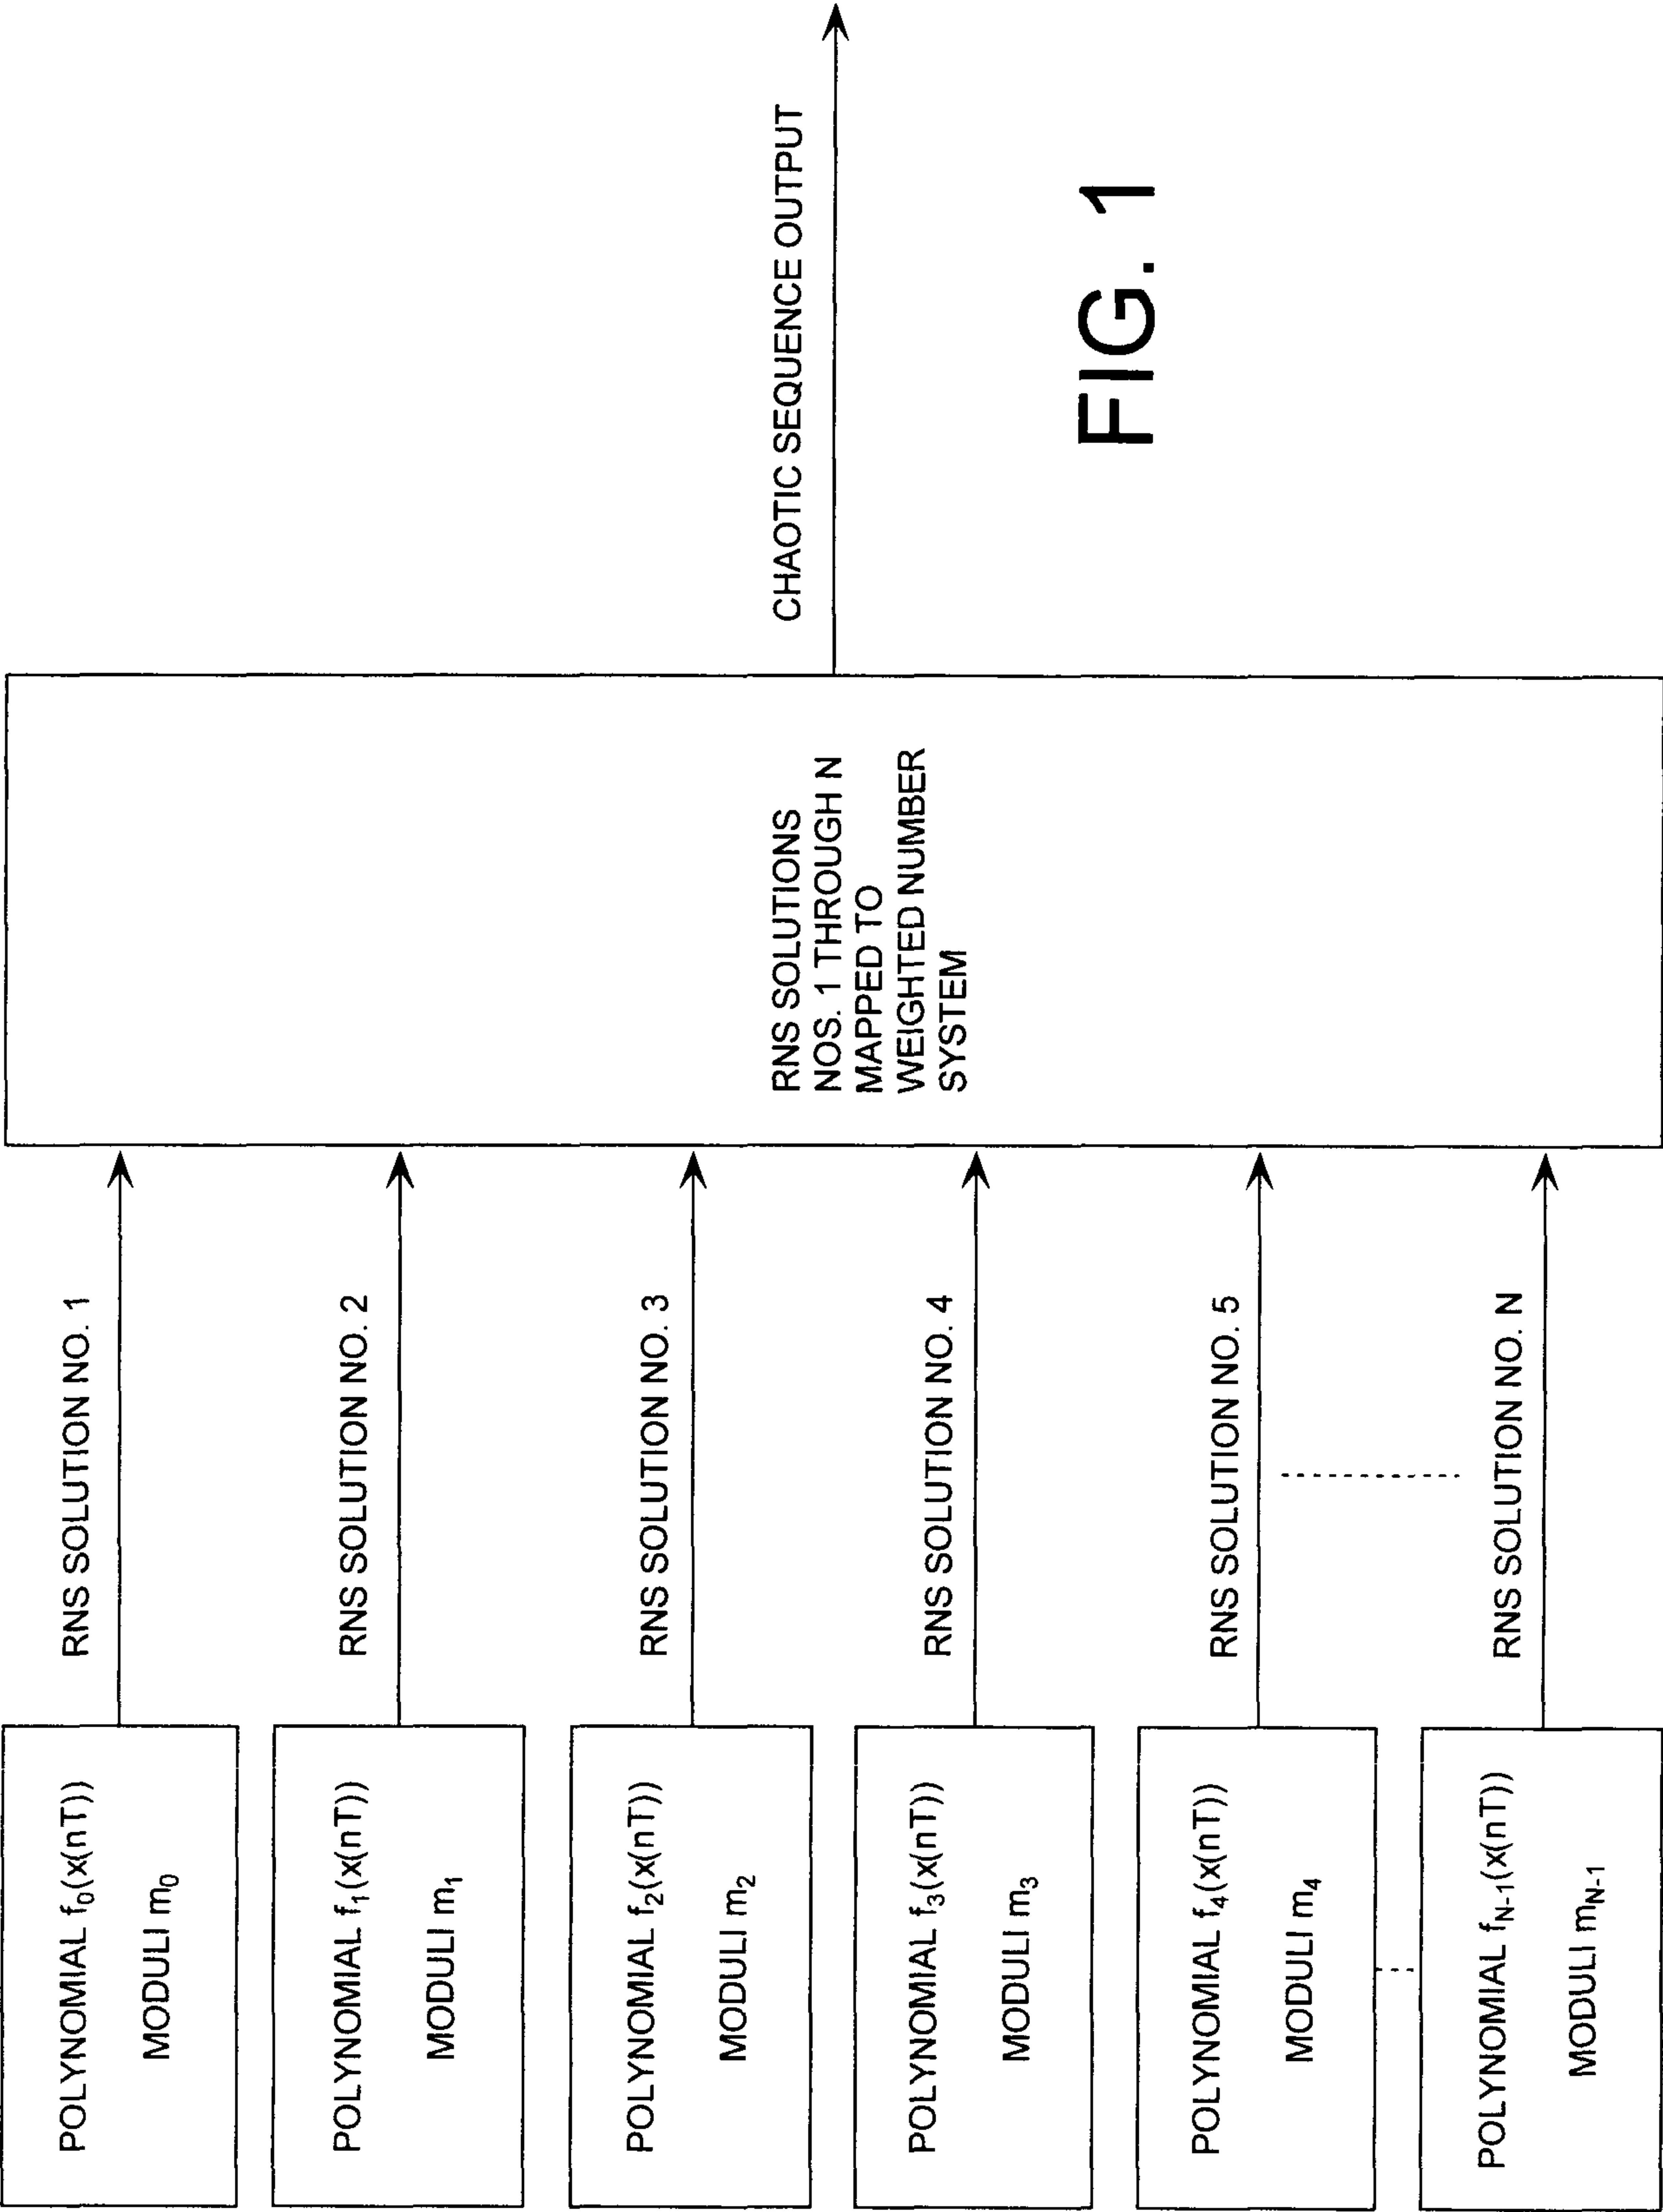 POLYNOMIAL f₀(x(nT))
MODULI m₀
RNS SOLUTION NO. 1
POLYNOMIAL f₁(x(nT))
MODULI m₁
RNS SOLUTION NO. 2
POLYNOMIAL f₂(x(nT))
MODULI m₂
RNS SOLUTION NO. 3
POLYNOMIAL f₃(x(nT))
MODULI m₃
RNS SOLUTION NO. 4
POLYNOMIAL f₄(x(nT))
MODULI m₄
RNS SOLUTION NO. 5
POLYNOMIAL f_N-1(x(nT))
MODULI m_N-1
RNS SOLUTION NO. N
RNS SOLUTIONS
NOS. 1 THROUGH N
MAPPED TO
WEIGHTED NUMBER
SYSTEM
CHAOTIC SEQUENCE OUTPUT
FIG. 1